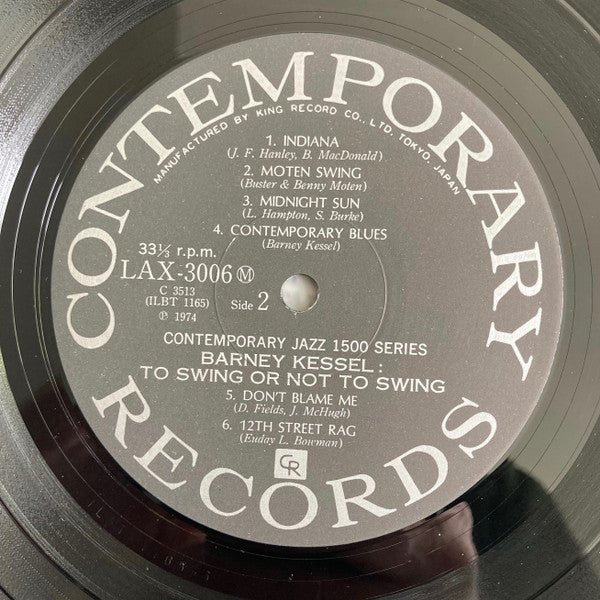 CONTEMPORARY
MANUFACTURED BY KING RECORD CO., LTD, TOKYO, JAPAN
1. INDIANA
(J. F. Hanley, B. MacDonald)
2. MOTEN SWING
(Buster & Benny Moten)
3. MIDNIGHT SUN
(L. Hampton, S. Burke)
4. CONTEMPORARY BLUES
(Barney Kessel)
33⅓ r.p.m.
LAX-3006 Ⓜ
C 3513
(ILBT 1165)
Ⓟ 1974
Side 2
CONTEMPORARY JAZZ 1500 SERIES
BARNEY KESSEL:
TO SWING OR NOT TO SWING
5. DON'T BLAME ME
(D. Fields, J. McHugh)
6. 12TH STREET RAG
(Euday L. Bowman)
CR
RECORDS